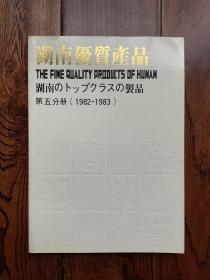 湖南優質產品
THE FINE QUALITY PRODUCTS OF HUNAN
湖南のトップクラスの製品
第五分册(1982-1983)